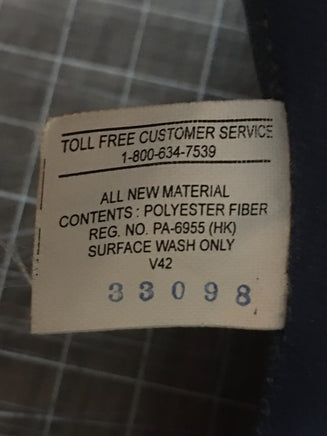 TOLL FREE CUSTOMER SERVICE
1-800-634-7539
ALL NEW MATERIAL
CONTENTS : POLYESTER FIBER
REG. NO. PA-6955 (HK)
SURFACE WASH ONLY
V42
33098